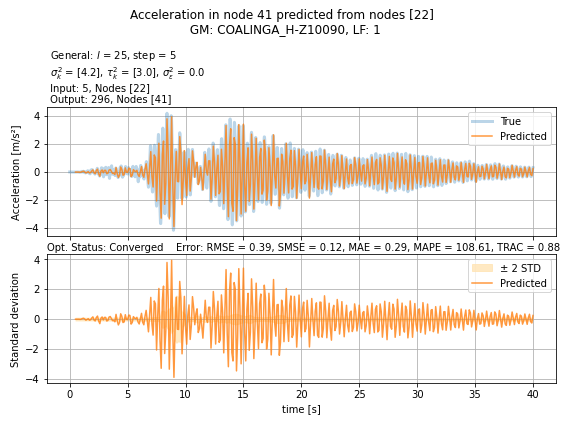 Acceleration in node 41 predicted from nodes [22]
GM: COALINGA_H-Z10090, LF: 1
General: l = 25, step = 5
σ²ₖ = [4.2], τ²ₖ = [3.0], σ²_ε = 0.0
Input: 5, Nodes [22]
Output: 296, Nodes [41]
Acceleration [m/s²]
4
2
0
−2
−4
True
Predicted
Opt. Status: Converged Error: RMSE = 0.39, SMSE = 0.12, MAE = 0.29, MAPE = 108.61, TRAC = 0.88
Standard deviation
4
2
0
−2
−4
± 2 STD
Predicted
0 5 10 15 20 25 30 35 40
time [s]